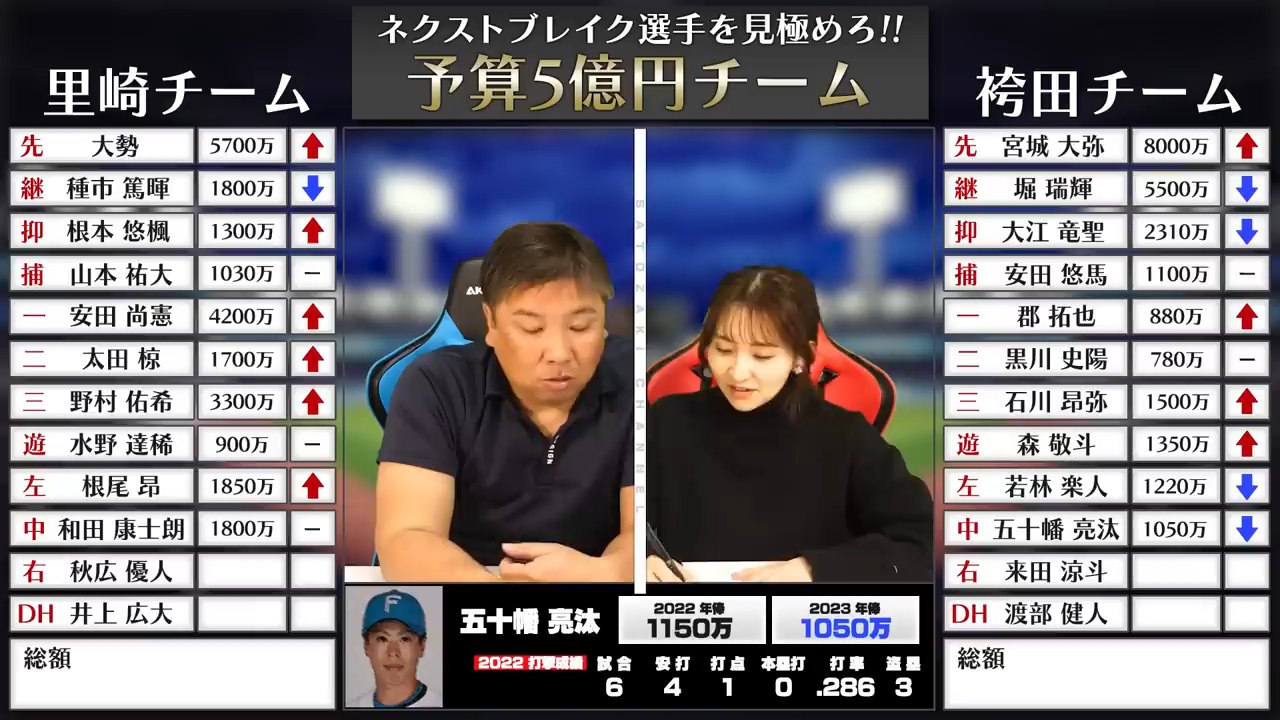 ネクストブレイク選手を見極めろ!!
予算5億円チーム
里崎チーム
先 大勢 5700万
継 種市 篤暉 1800万
抑 根本 悠楓 1300万
捕 山本 祐大 1030万 −
一 安田 尚憲 4200万
二 太田 椋 1700万
三 野村 佑希 3300万
遊 水野 達稀 900万 −
左 根尾 昂 1850万
中 和田 康士朗 1800万 −
右 秋広 優人
DH 井上 広大
総額
袴田チーム
先 宮城 大弥 8000万
継 堀 瑞輝 5500万
抑 大江 竜聖 2310万
捕 安田 悠馬 1100万 −
一 郡 拓也 880万
二 黒川 史陽 780万 −
三 石川 昂弥 1500万
遊 森 敬斗 1350万
左 若林 楽人 1220万
中 五十幡 亮汰 1050万
右 来田 涼斗
DH 渡部 健人
総額
SATOZAKI CHANNEL
AK
五十幡 亮汰
2022 年俸
1150万
2023 年俸
1050万
2022 打撃成績 試合 安打 打点 本塁打 打率 盗塁
6 4 1 0 .286 3